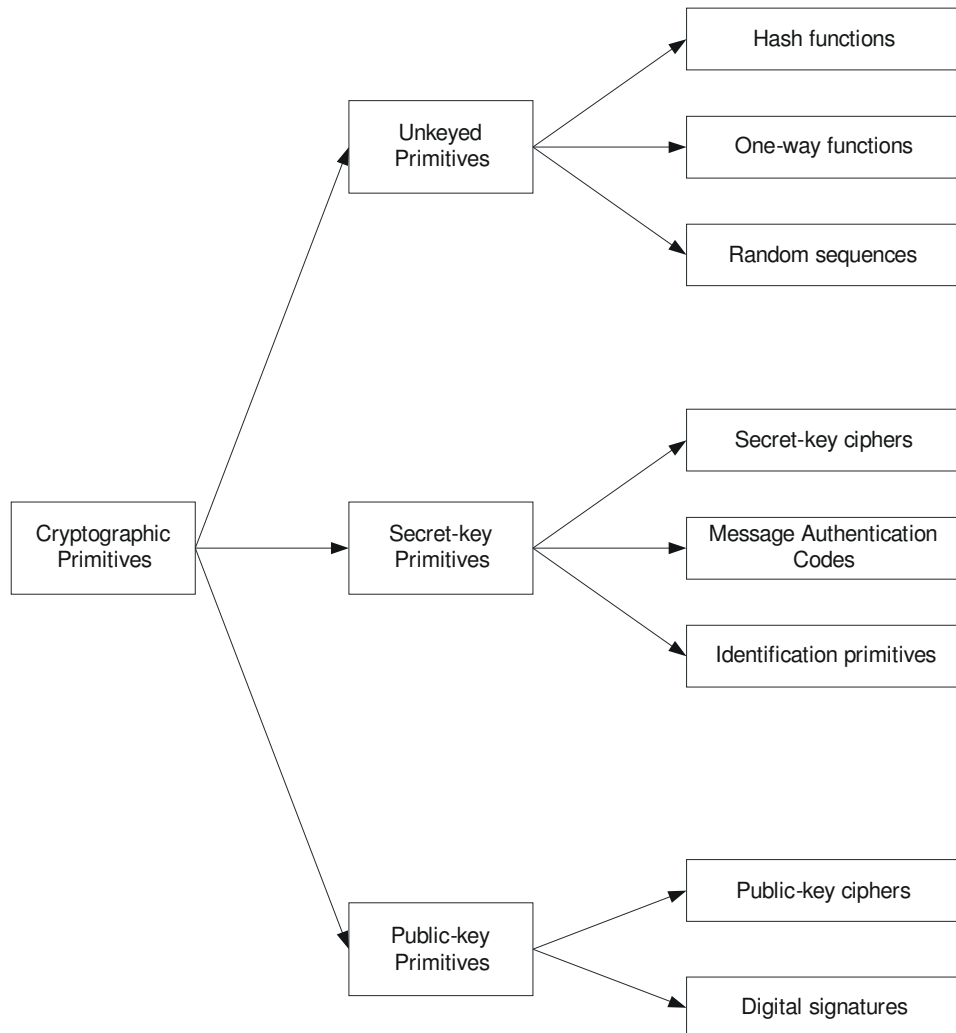 Hash functions
Unkeyed
Primitives
One-way functions
Random sequences
Secret-key ciphers
Cryptographic
Primitives
Secret-key
Primitives
Message Authentication
Codes
Identification primitives
Public-key ciphers
Public-key
Primitives
Digital signatures